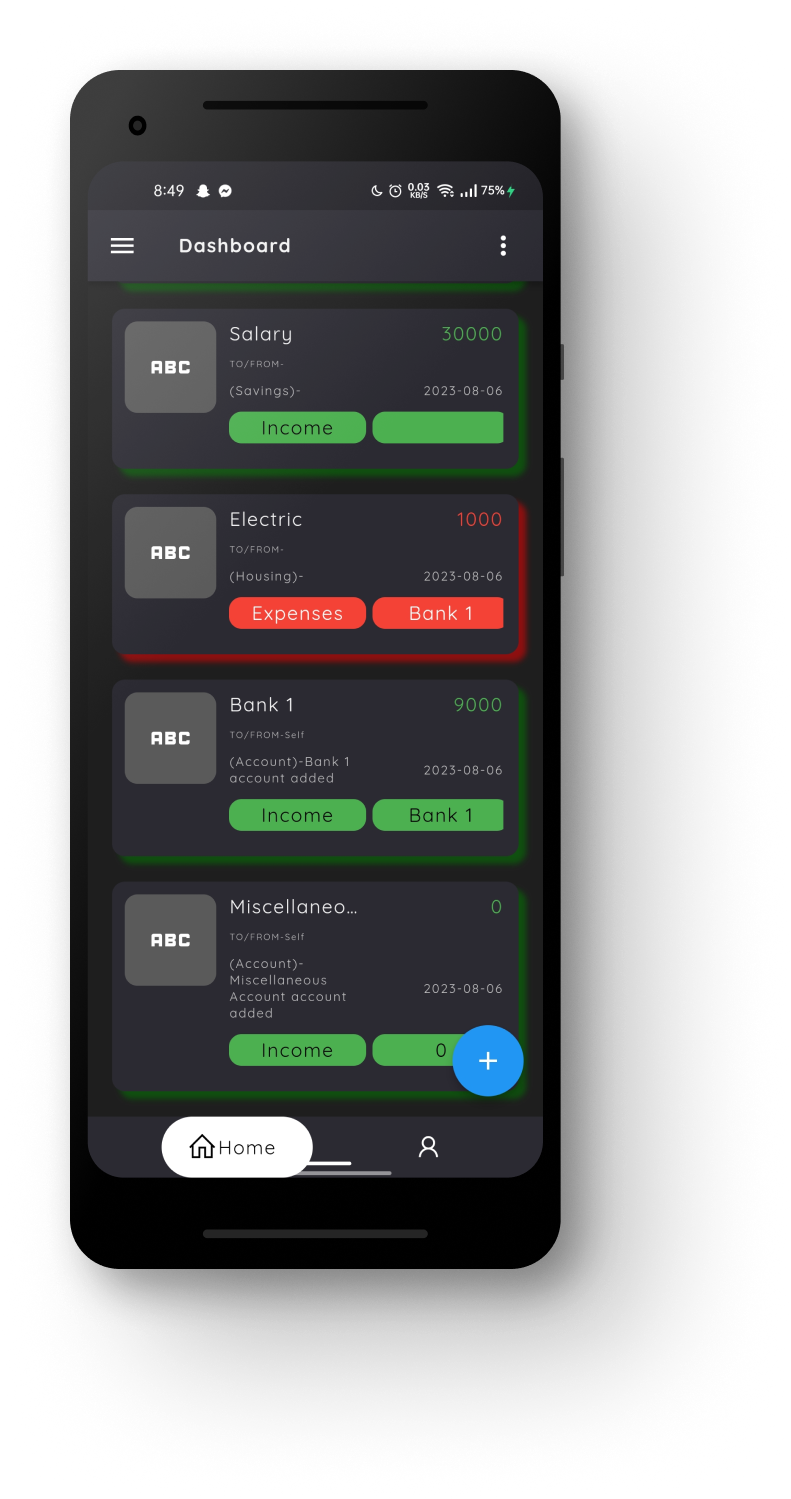 8:49
0.03
KB/S
75%
Dashboard
ABC
Salary
30000
TO/FROM-
(Savings)-
2023-08-06
Income
ABC
Electric
1000
TO/FROM-
(Housing)-
2023-08-06
Expenses
Bank 1
ABC
Bank 1
9000
TO/FROM-Self
(Account)-Bank 1
account added
2023-08-06
Income
Bank 1
ABC
Miscellaneo...
0
TO/FROM-Self
(Account)-
Miscellaneous
Account account
added
2023-08-06
Income
0
+
Home